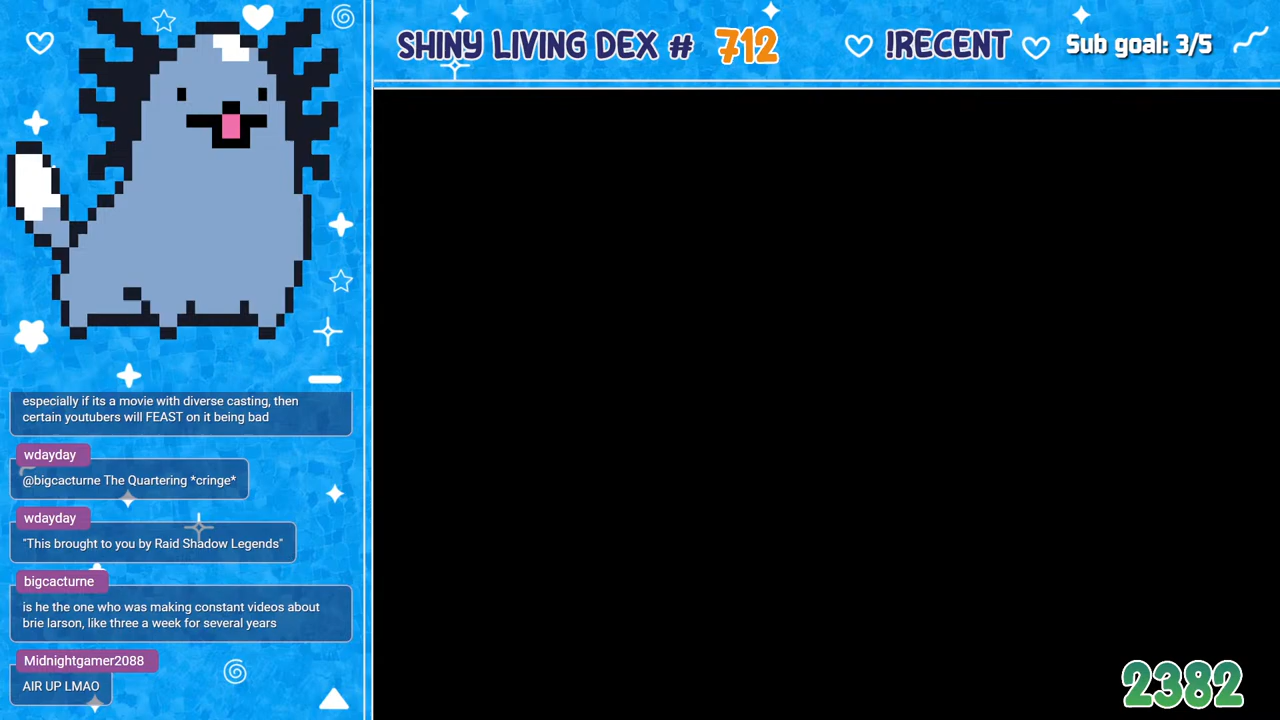 SHINY LIVING DEX # 712
!RECENT
Sub goal: 3/5
especially if its a movie with diverse casting, then
certain youtubers will FEAST on it being bad
wdayday
@bigcacturne The Quartering *cringe*
wdayday
"This brought to you by Raid Shadow Legends"
bigcacturne
is he the one who was making constant videos about
brie larson, like three a week for several years
Midnightgamer2088
AIR UP LMAO
2382